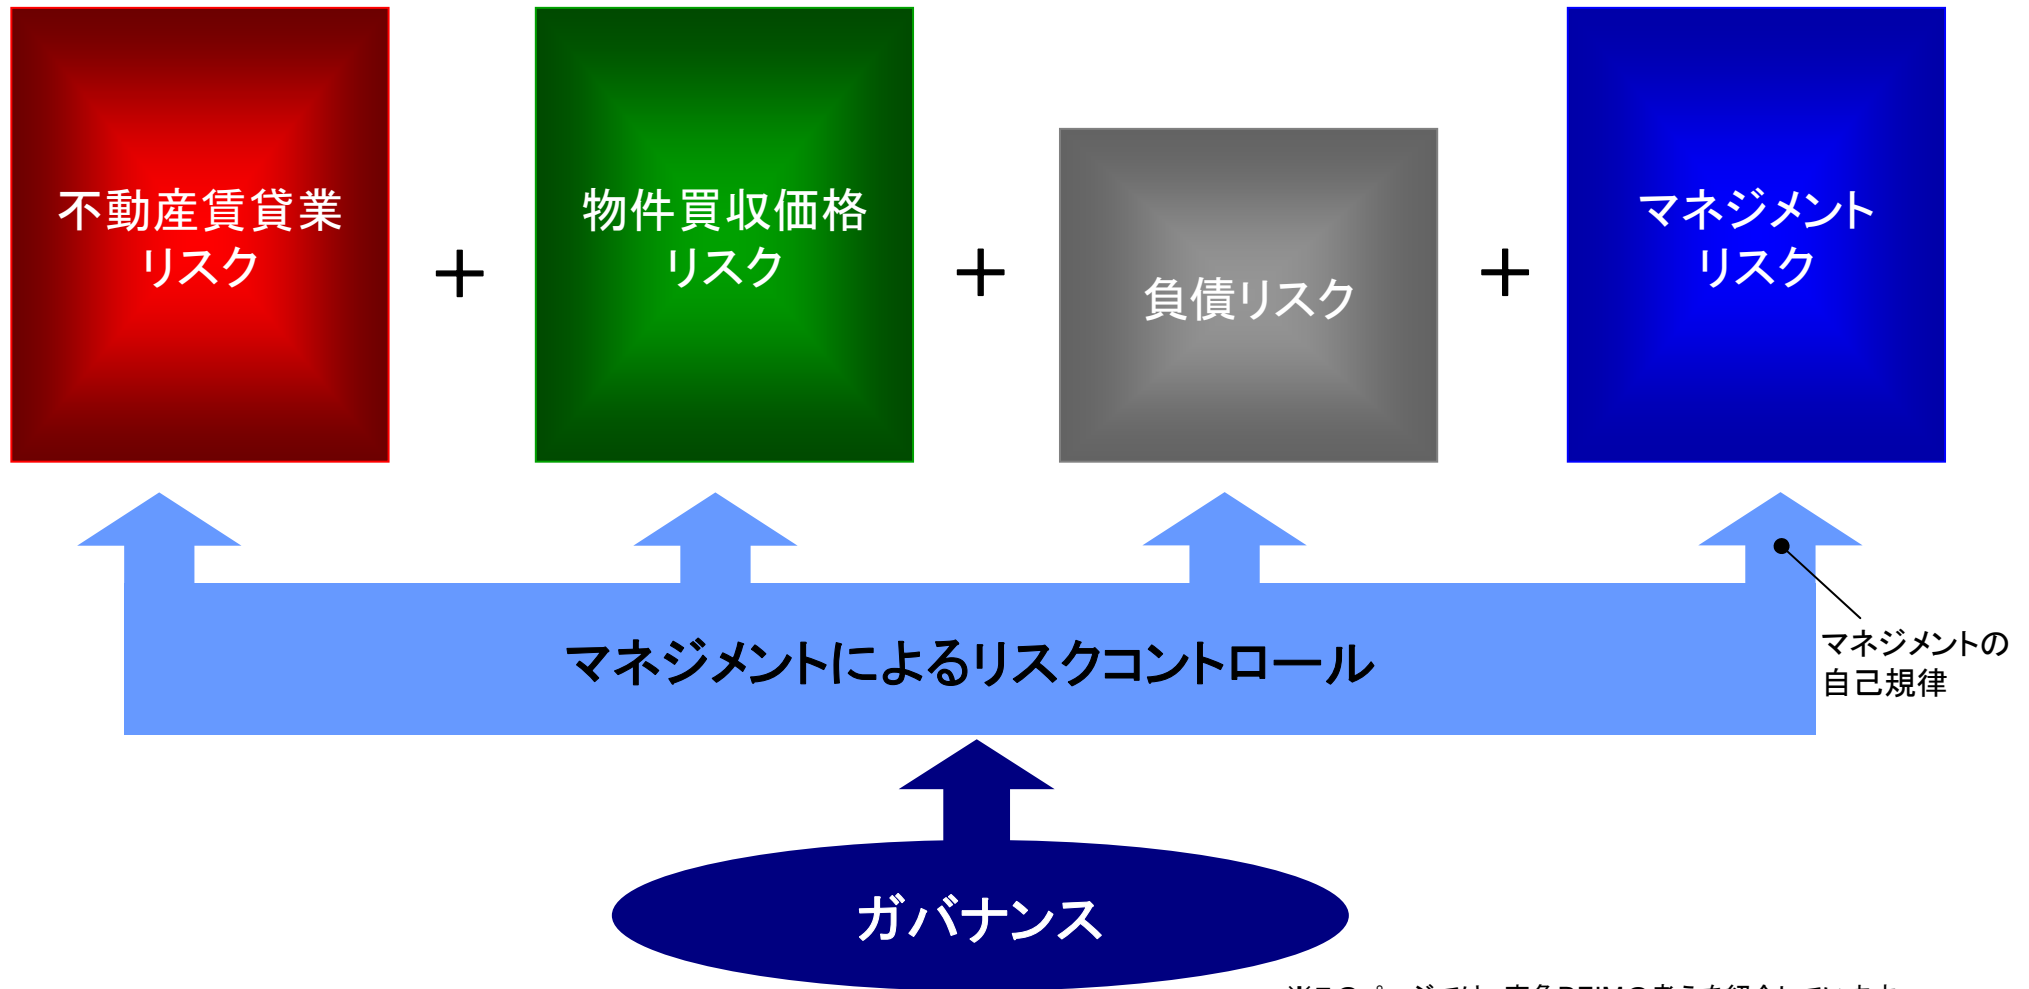 不動産賃貸業
リスク
+
物件買収価格
リスク
+
負債リスク
+
マネジメント
リスク
マネジメントによるリスクコントロール
マネジメントの
自己規律
ガバナンス